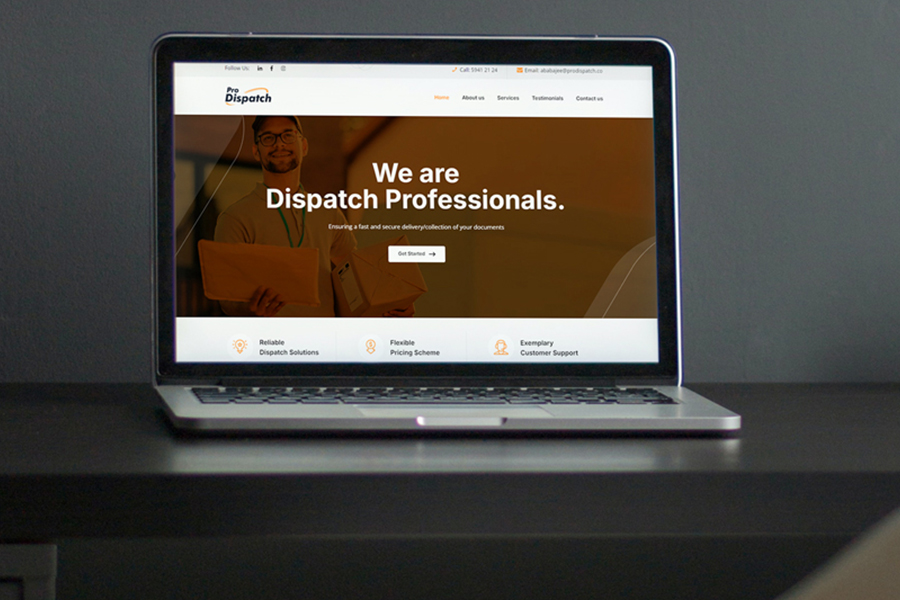 Follow Us:
Call: 5941 21 24
Email: ababajee@prodispatch.co
Pro
Dispatch
Home
About us
Services
Testimonials
Contact us
We are
Dispatch Professionals.
Ensuring a fast and secure delivery/collection of your documents
Get Started
Reliable
Dispatch Solutions
Flexible
Pricing Scheme
Exemplary
Customer Support